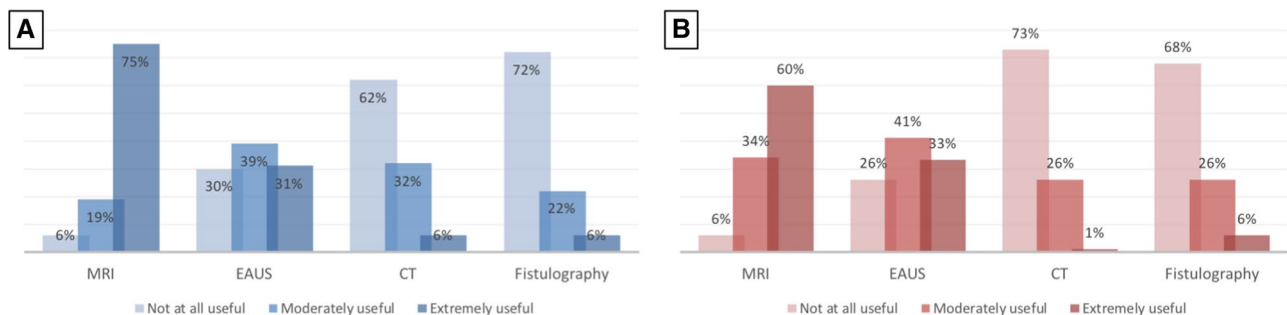 A
75%
19%
6%
30%
39%
31%
62%
32%
6%
72%
22%
6%
MRI
EAUS
CT
Fistulography
Not at all useful
Moderately useful
Extremely useful
B
6%
34%
60%
26%
41%
33%
73%
26%
1%
68%
26%
6%
MRI
EAUS
CT
Fistulography
Not at all useful
Moderately useful
Extremely useful